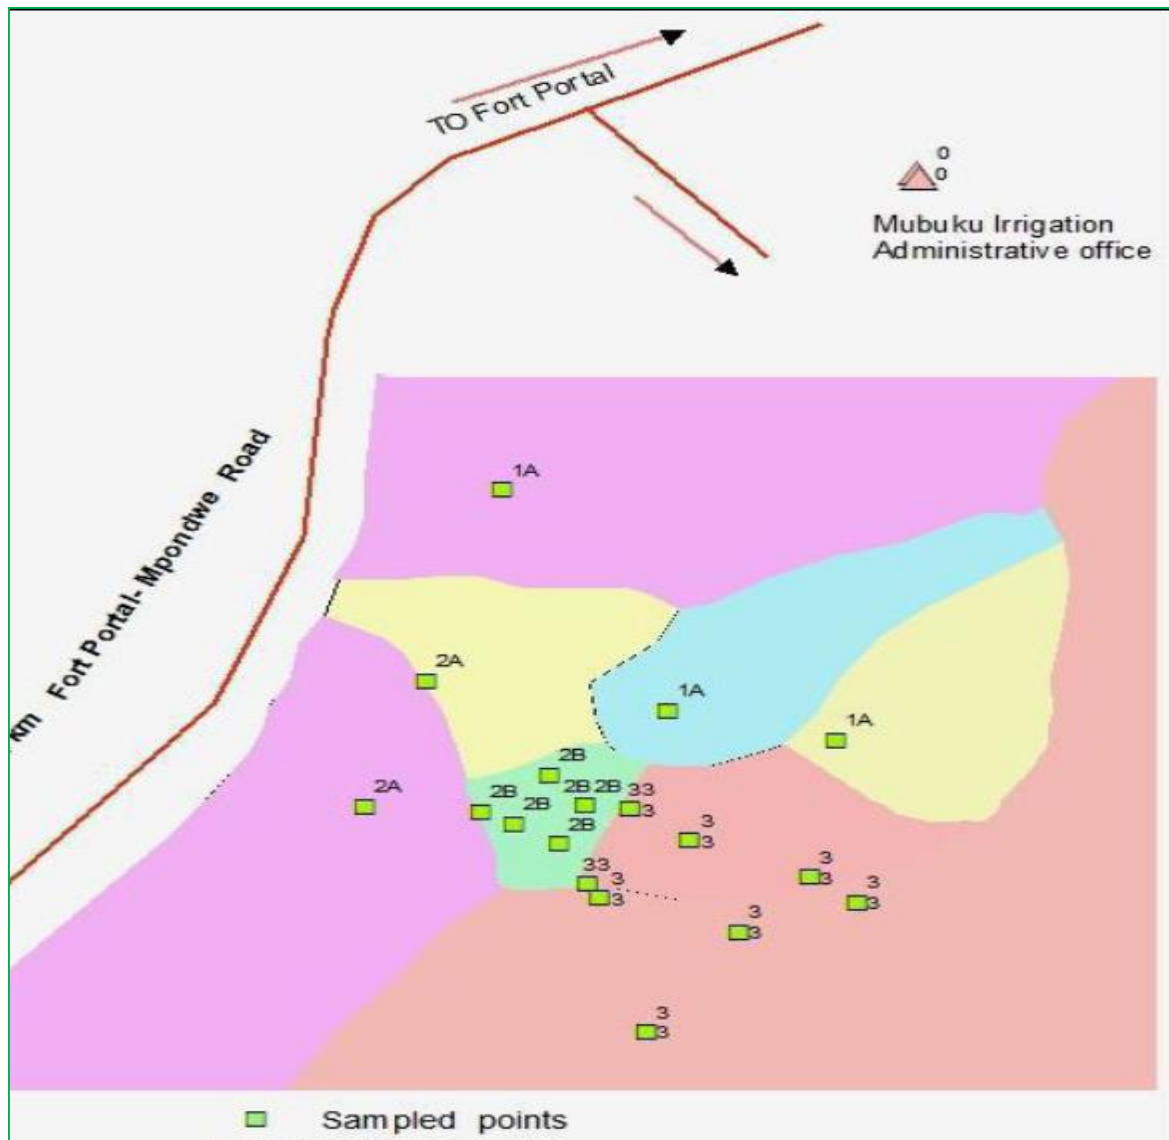 TO Fort Portal
0
0
Mubuku Irrigation
Administrative office
km Fort Portal- Mpondwe Road
1A
2A
1A
1A
2B
2A
2B
2B 2B
33
2B
3
3
2B
3
33
3
3
3
3
3
3
3
3
3
3
3
Sampled points